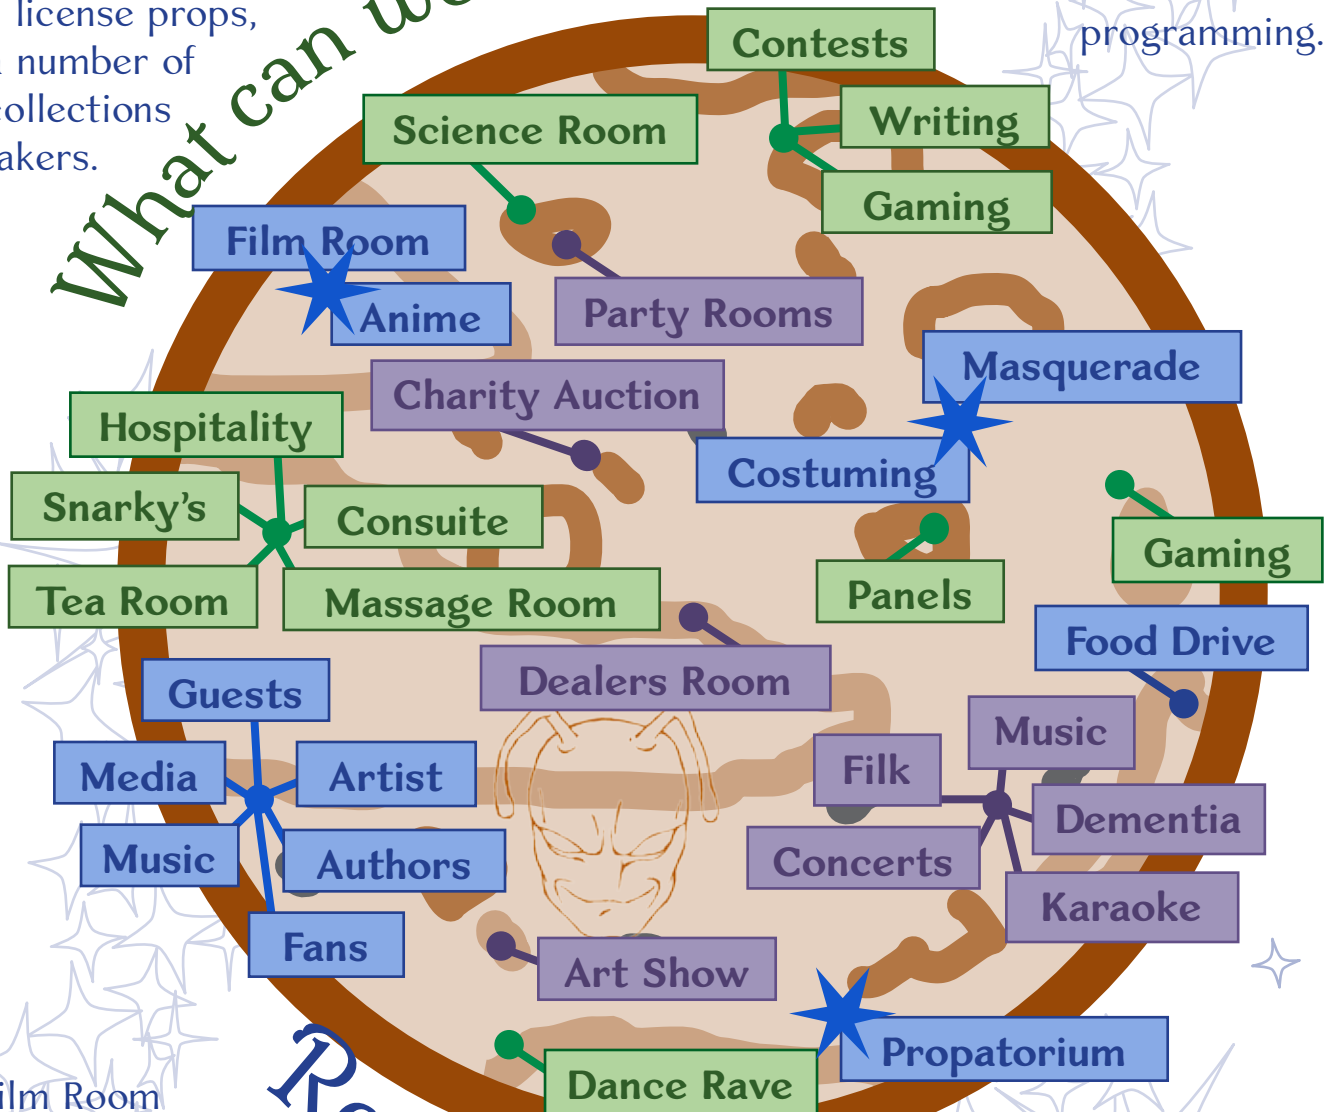 license props,
number of
collections
akers.
What can we
programming.
Contests
Writing
Gaming
Science Room
Film Room
Anime
Party Rooms
Charity Auction
Masquerade
Costuming
Hospitality
Snarky's
Consuite
Tea Room
Massage Room
Panels
Gaming
Food Drive
Dealers Room
Guests
Media
Artist
Music
Authors
Fans
Music
Filk
Dementia
Concerts
Karaoke
Art Show
Propatorium
Dance Rave
ilm Room